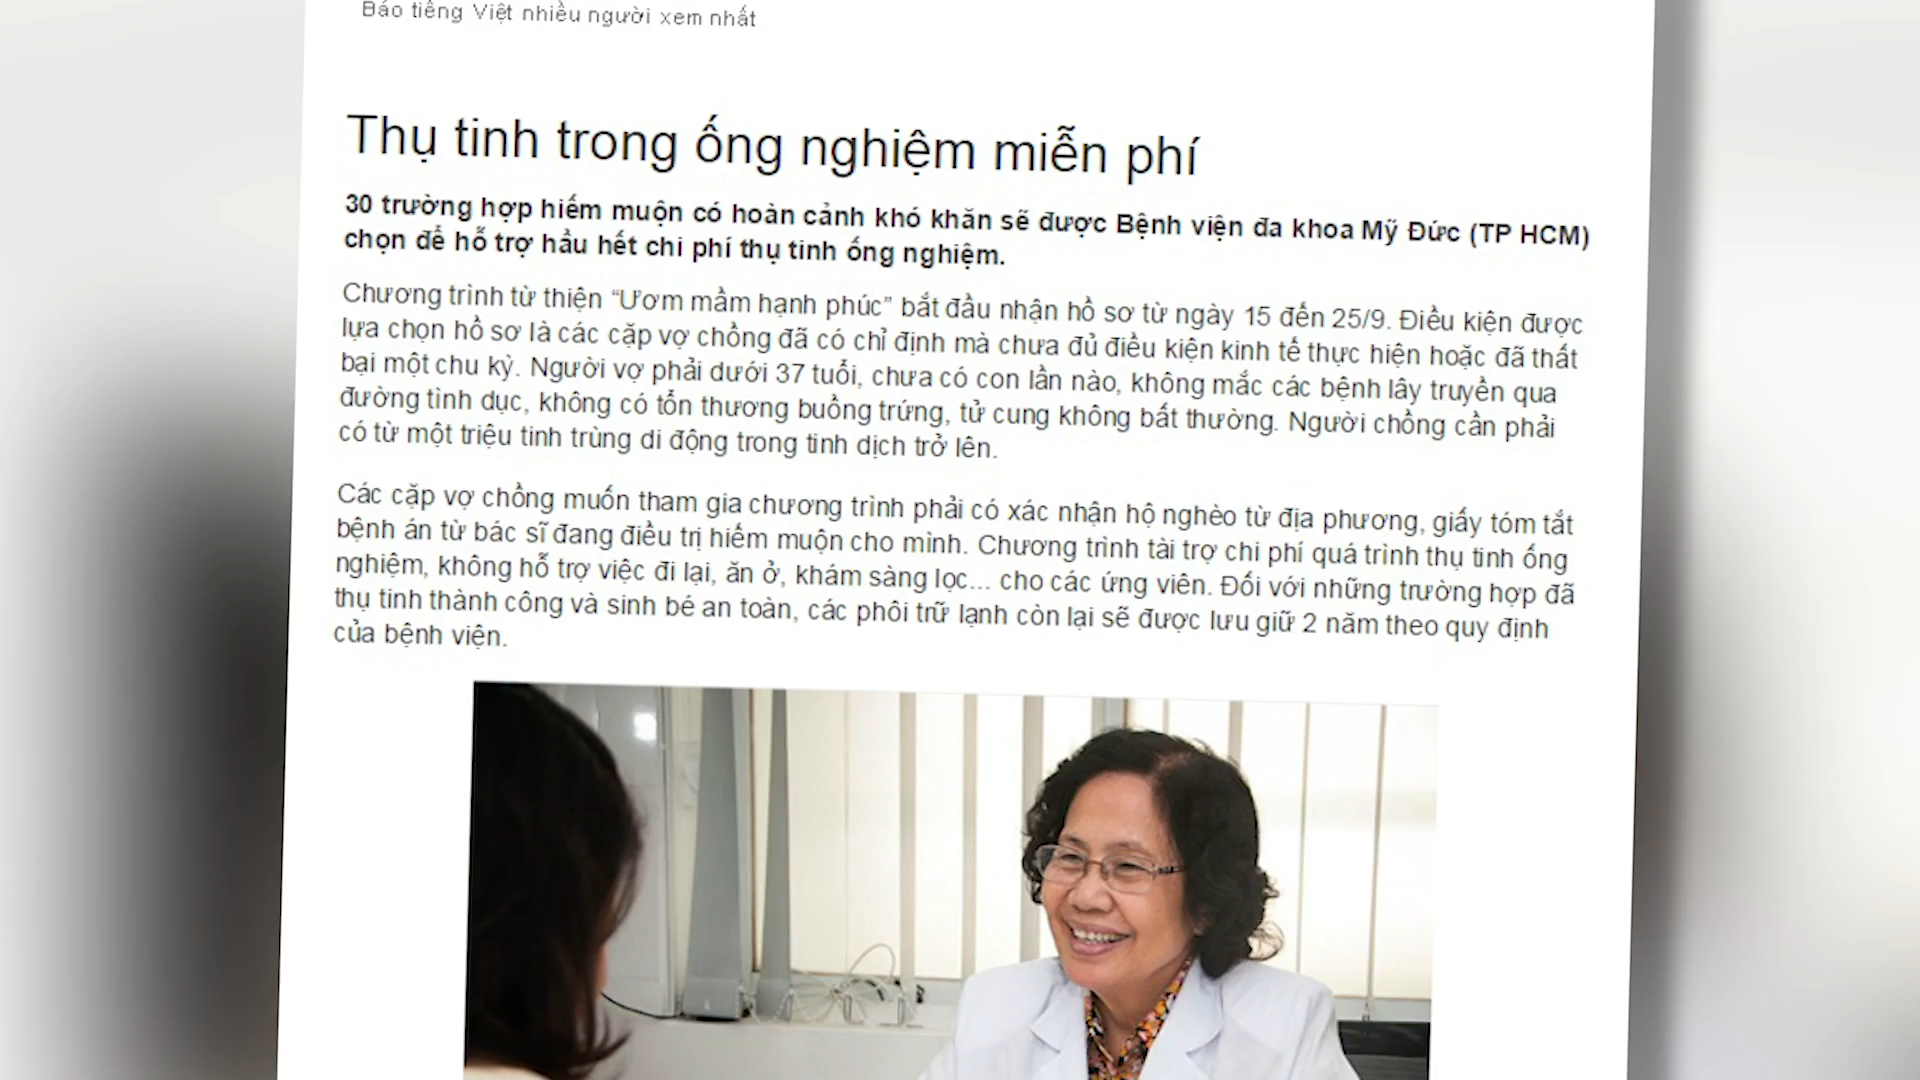 Báo tiếng Việt nhiều người xem nhất
Thụ tinh trong ống nghiệm miễn phí
30 trường hợp hiếm muộn có hoàn cảnh khó khăn sẽ được Bệnh viện đa khoa Mỹ Đức (TP HCM)
chọn để hỗ trợ hầu hết chi phí thụ tinh ống nghiệm.
Chương trình từ thiện “Ươm mầm hạnh phúc” bắt đầu nhận hồ sơ từ ngày 15 đến 25/9. Điều kiện được
lựa chọn hồ sơ là các cặp vợ chồng đã có chỉ định mà chưa đủ điều kiện kinh tế thực hiện hoặc đã thất
bại một chu kỳ. Người vợ phải dưới 37 tuổi, chưa có con lần nào, không mắc các bệnh lây truyền qua
đường tình dục, không có tổn thương buồng trứng, tử cung không bất thường. Người chồng cần phải
có từ một triệu tinh trùng di động trong tinh dịch trở lên.
Các cặp vợ chồng muốn tham gia chương trình phải có xác nhận hộ nghèo từ địa phương, giấy tóm tắt
bệnh án từ bác sĩ đang điều trị hiếm muộn cho mình. Chương trình tài trợ chi phí quá trình thụ tinh ống
nghiệm, không hỗ trợ việc đi lại, ăn ở, khám sàng lọc... cho các ứng viên. Đối với những trường hợp đã
thụ tinh thành công và sinh bé an toàn, các phôi trữ lạnh còn lại sẽ được lưu giữ 2 năm theo quy định
của bệnh viện.